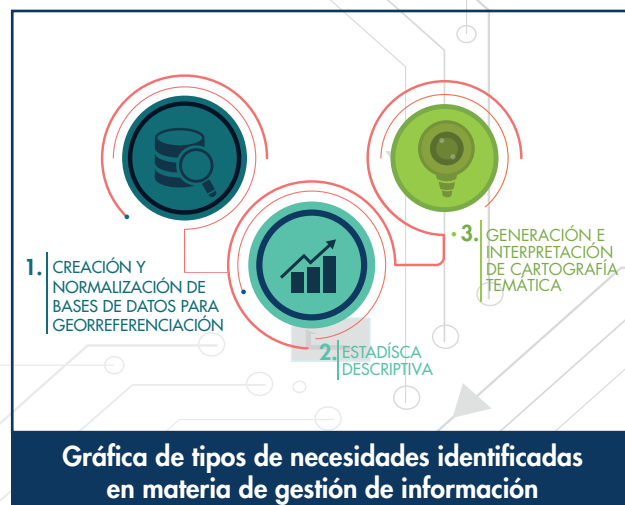 1. CREACIÓN Y
NORMALIZACIÓN DE
BASES DE DATOS PARA
GEORREFERENCIACIÓN
2. ESTADÍSCA
DESCRIPTIVA
3. GENERACIÓN E
INTERPRETACIÓN
DE CARTOGRAFÍA
TEMÁTICA
Gráfica de tipos de necesidades identificadas
en materia de gestión de información